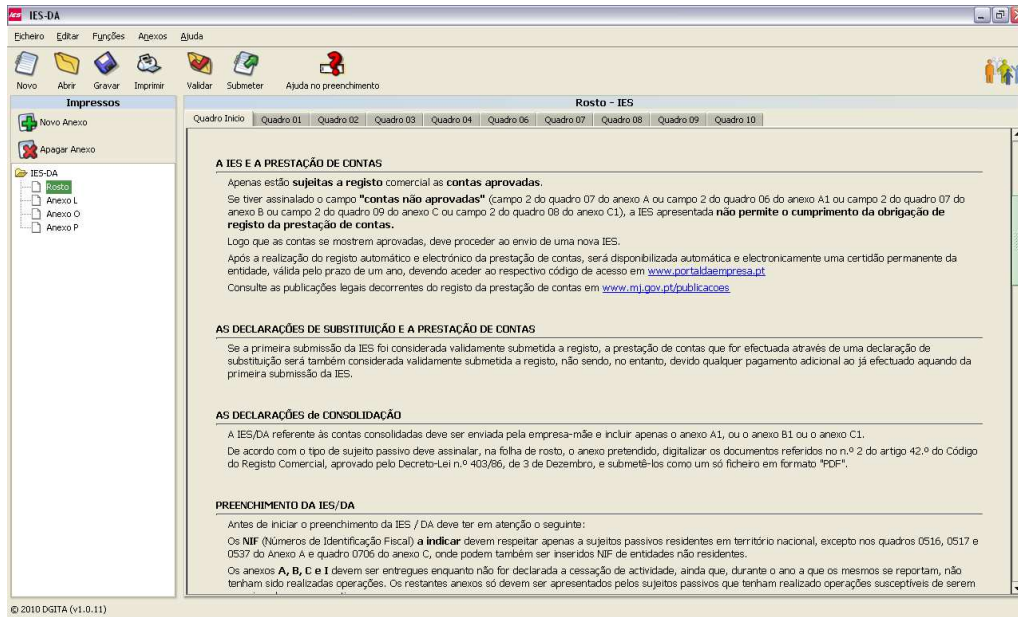 IES IES-DA
Ficheiro Editar Funções Anexos Ajuda
Novo Abrir Gravar Imprimir Validar Submeter Ajuda no preenchimento
Impressos
Novo Anexo
Apagar Anexo
IES-DA
Rosto
Anexo L
Anexo O
Anexo P
Rosto - IES
Quadro Inicio Quadro 01 Quadro 02 Quadro 03 Quadro 04 Quadro 06 Quadro 07 Quadro 08 Quadro 09 Quadro 10
A IES E A PRESTAÇÃO DE CONTAS
Apenas estão sujeitas a registo comercial as contas aprovadas.
Se tiver assinalado o campo "contas não aprovadas" (campo 2 do quadro 07 do anexo A ou campo 2 do quadro 06 do anexo A1 ou campo 2 do quadro 07 do
anexo B ou campo 2 do quadro 09 do anexo C ou campo 2 do quadro 08 do anexo C1), a IES apresentada não permite o cumprimento da obrigação de
registo da prestação de contas.
Logo que as contas se mostrem aprovadas, deve proceder ao envio de uma nova IES.
Após a realização do registo automático e electrónico da prestação de contas, será disponibilizada automática e electronicamente uma certidão permanente da
entidade, válida pelo prazo de um ano, devendo aceder ao respectivo código de acesso em www.portaldaempresa.pt
Consulte as publicações legais decorrentes do registo da prestação de contas em www.mj.gov.pt/publicacoes
AS DECLARAÇÕES DE SUBSTITUIÇÃO E A PRESTAÇÃO DE CONTAS
Se a primeira submissão da IES foi considerada validamente submetida a registo, a prestação de contas que for efectuada através de uma declaração de
substituição será também considerada validamente submetida a registo, não sendo, no entanto, devido qualquer pagamento adicional ao já efectuado aquando da
primeira submissão da IES.
AS DECLARAÇÕES de CONSOLIDAÇÃO
A IES/DA referente às contas consolidadas deve ser enviada pela empresa-mãe e incluir apenas o anexo A1, ou o anexo B1 ou o anexo C1.
De acordo com o tipo de sujeito passivo deve assinalar, na folha de rosto, o anexo pretendido, digitalizar os documentos referidos no n.º 2 do artigo 42.º do Código
do Registo Comercial, aprovado pelo Decreto-Lei n.º 403/86, de 3 de Dezembro, e submetê-los como um só ficheiro em formato "PDF".
PREENCHIMENTO DA IES/DA
Antes de iniciar o preenchimento da IES / DA deve ter em atenção o seguinte:
Os NIF (Números de Identificação Fiscal) a indicar devem respeitar apenas a sujeitos passivos residentes em território nacional, excepto nos quadros 0516, 0517 e
0537 do Anexo A e quadro 0706 do anexo C, onde podem também ser inseridos NIF de entidades não residentes.
Os anexos A, B, C e I devem ser entregues enquanto não for declarada a cessação de actividade, ainda que, durante o ano a que os mesmos se reportam, não
tenham sido realizadas operações. Os restantes anexos só devem ser apresentados pelos sujeitos passivos que tenham realizado operações susceptíveis de serem
© 2010 DGITA (v1.0.11)